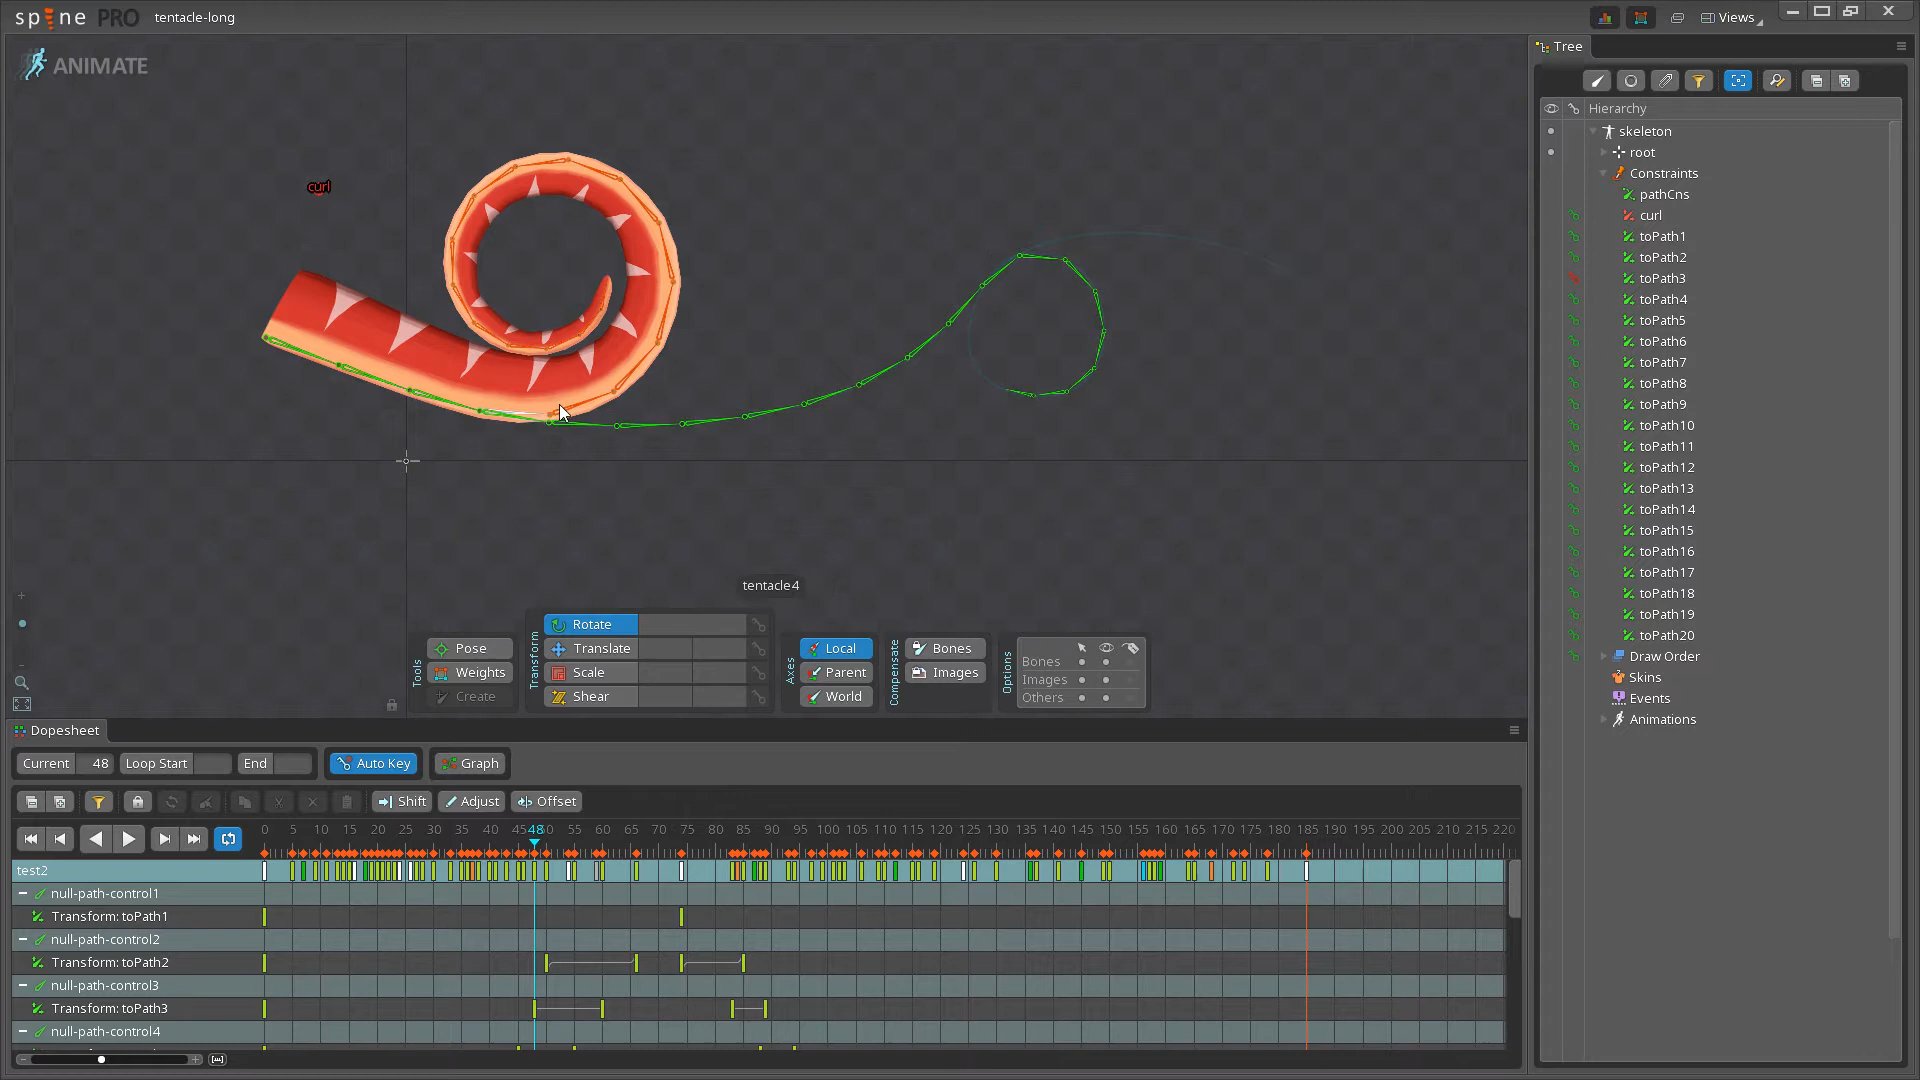 spine PRO tentacle-long
Views
ANIMATE
Tree
Hierarchy
skeleton
root
Constraints
pathCns
curl
toPath1
toPath2
toPath3
toPath4
toPath5
toPath6
toPath7
toPath8
toPath9
toPath10
toPath11
toPath12
toPath13
toPath14
toPath15
toPath16
toPath17
toPath18
toPath19
toPath20
Draw Order
Skins
Events
Animations
curl
tentacle4
Tools
Pose
Weights
Create
Transform
Rotate
Translate
Scale
Shear
Axes
Local
Parent
World
Compensate
Bones
Images
Options
Bones
Images
Others
Dopesheet
Current 48 Loop Start End Auto Key Graph
Shift Adjust Offset
0 5 10 15 20 25 30 35 40 45 48 50 55 60 65 70 75 80 85 90 95 100 105 110 115 120 125 130 135 140 145 150 155 160 165 170 175 180 185 190 195 200 205 210 215 220
test2
null-path-control1
Transform: toPath1
null-path-control2
Transform: toPath2
null-path-control3
Transform: toPath3
null-path-control4